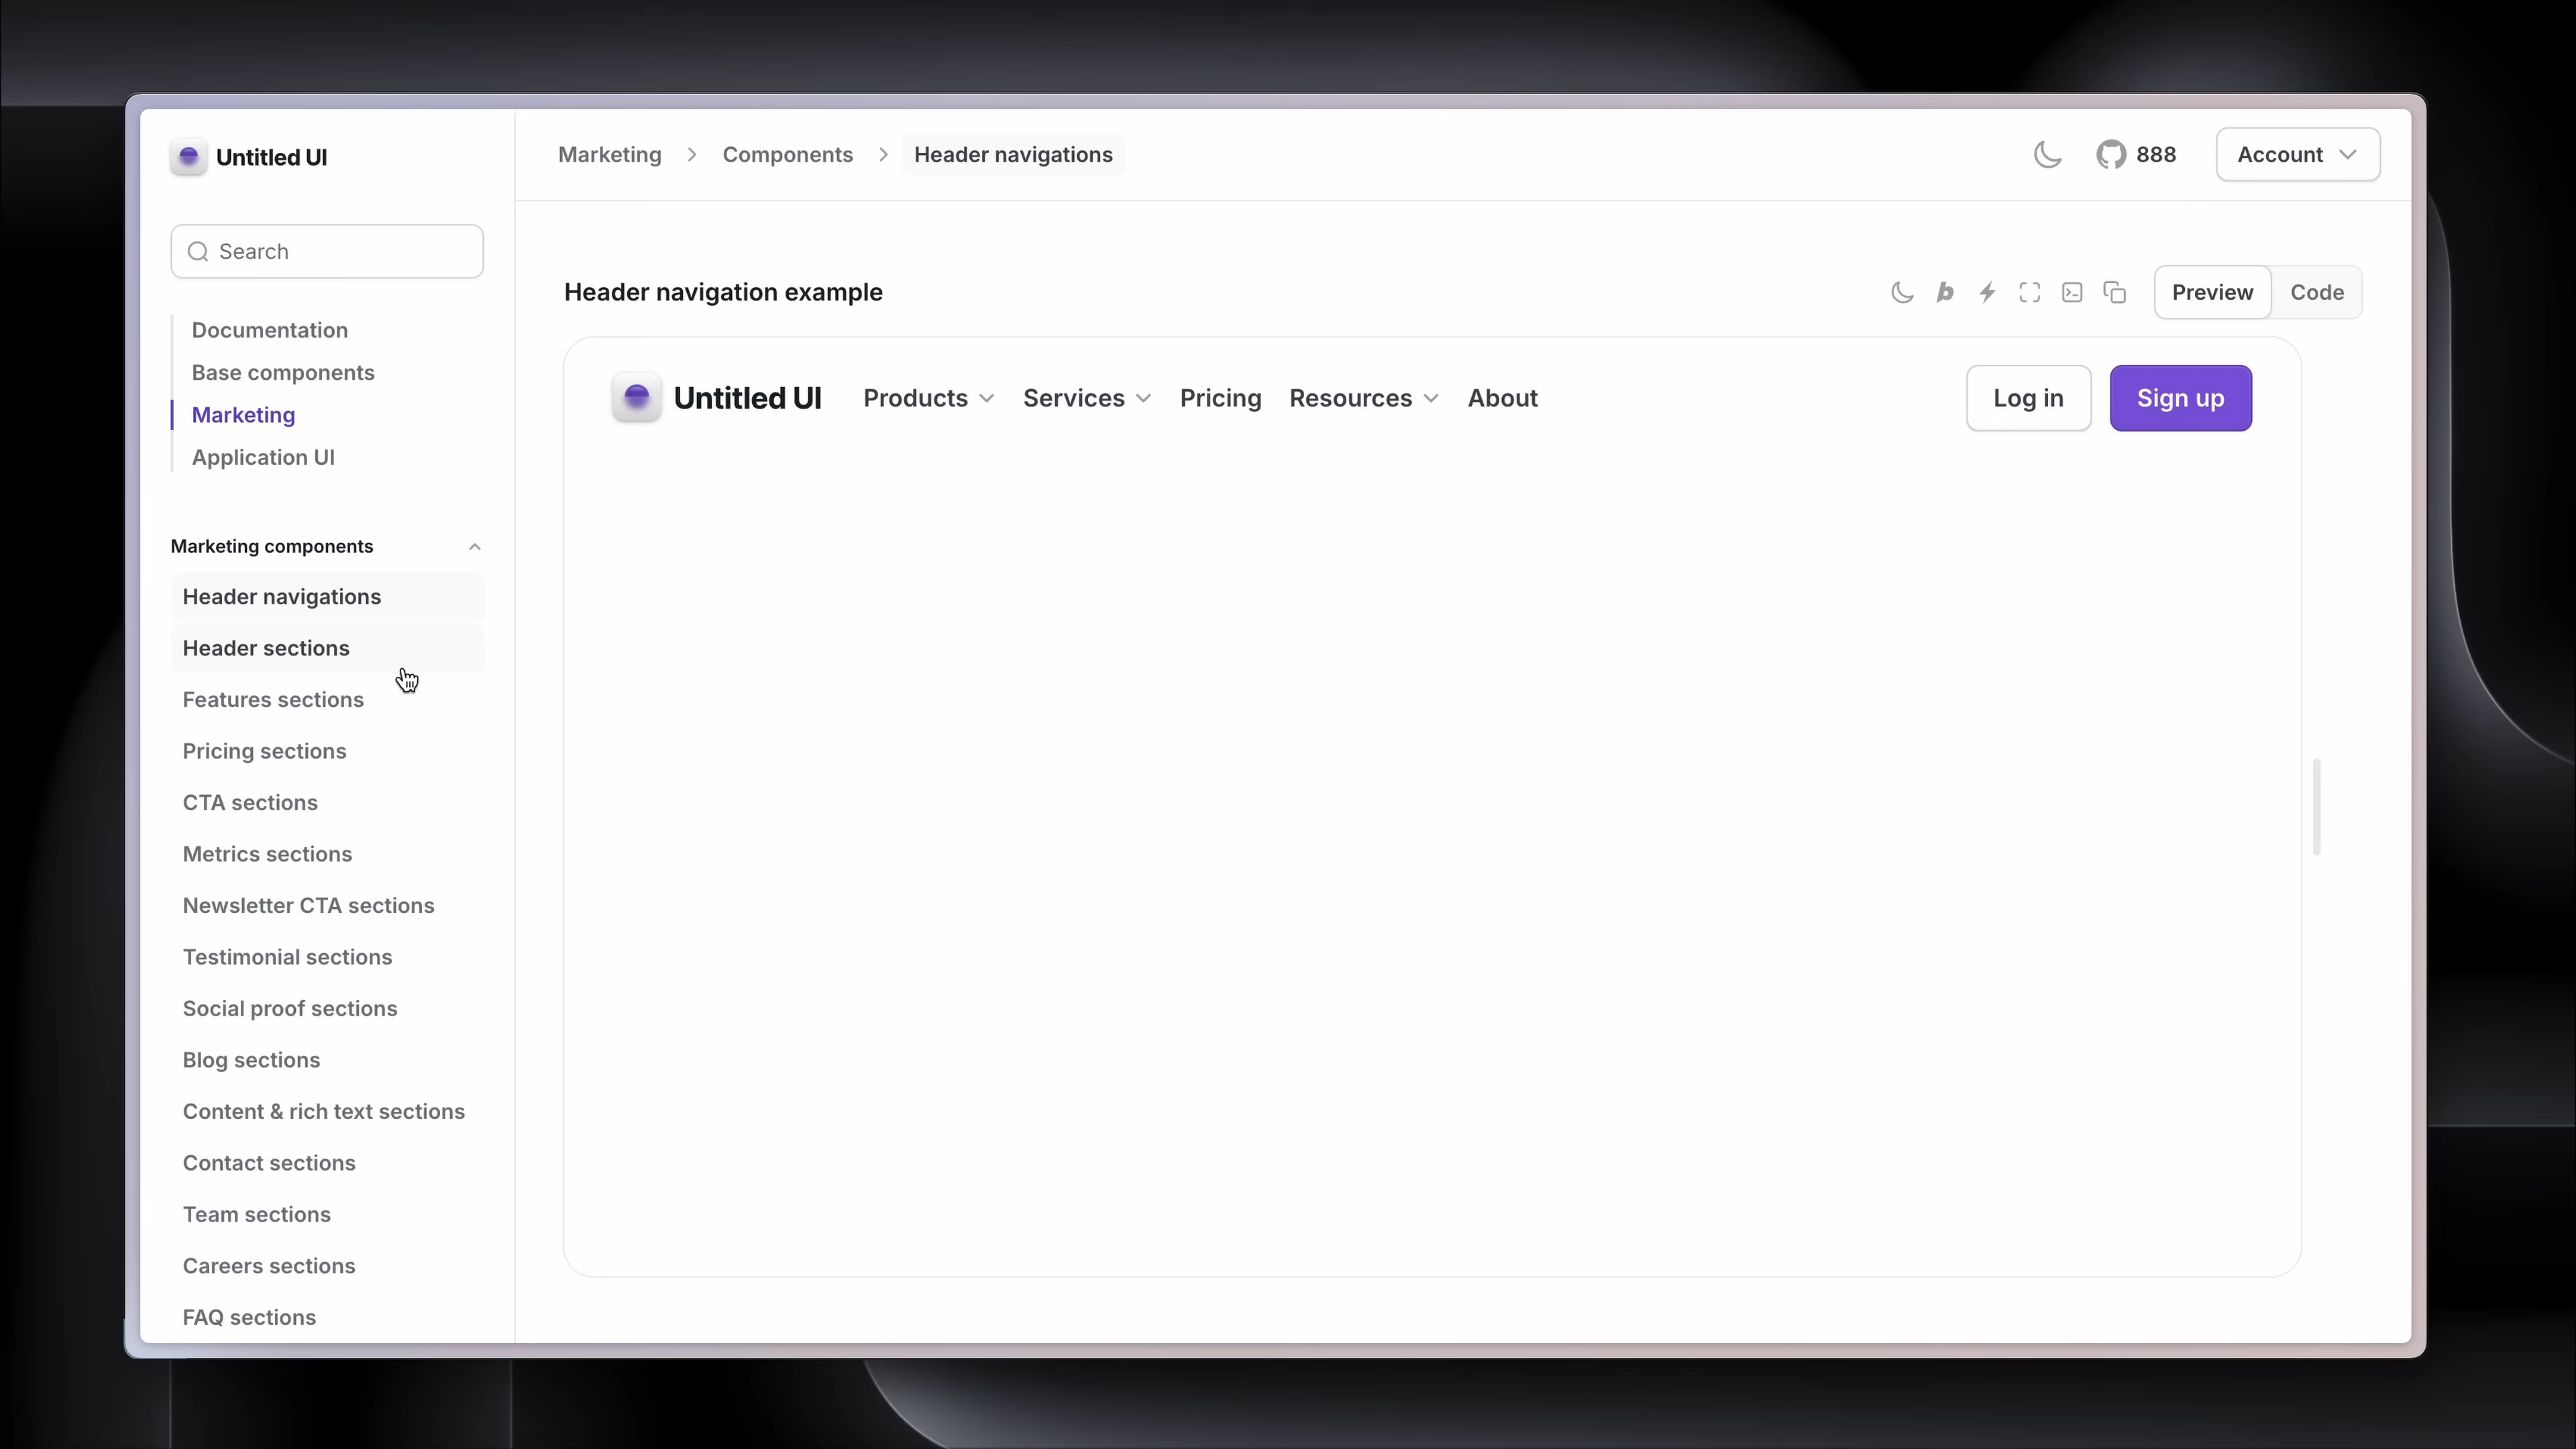 Untitled UI
Marketing
Components
Header navigations
888
Account
Search
Documentation
Base components
Marketing
Application UI
Marketing components
Header navigations
Header sections
Features sections
Pricing sections
CTA sections
Metrics sections
Newsletter CTA sections
Testimonial sections
Social proof sections
Blog sections
Content & rich text sections
Contact sections
Team sections
Careers sections
FAQ sections
Header navigation example
Preview
Code
Untitled UI
Products
Services
Pricing
Resources
About
Log in
Sign up